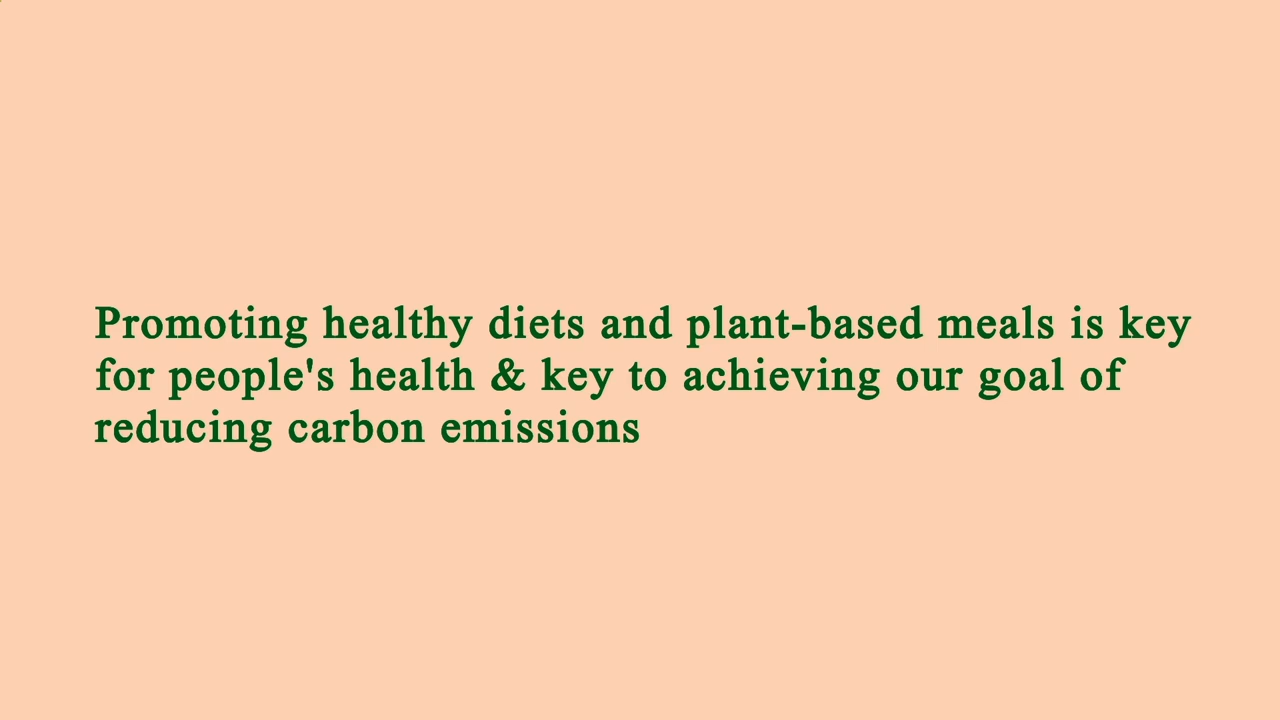 Promoting healthy diets and plant-based meals is key
for people's health & key to achieving our goal of
reducing carbon emissions